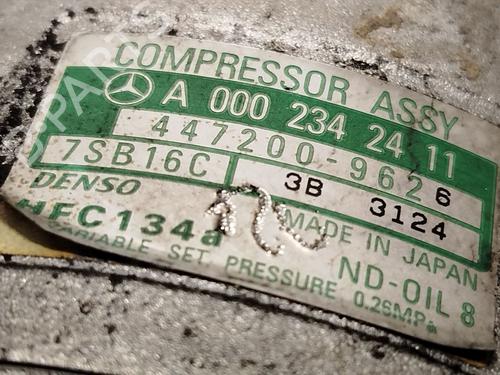 COMPRESSOR ASSY
A 000 234 24 11
447200-9626
7SB16C 3B 3124
DENSO MADE IN JAPAN
HFC134a ND-OIL 8
VARIABLE SET PRESSURE 0.26MPa